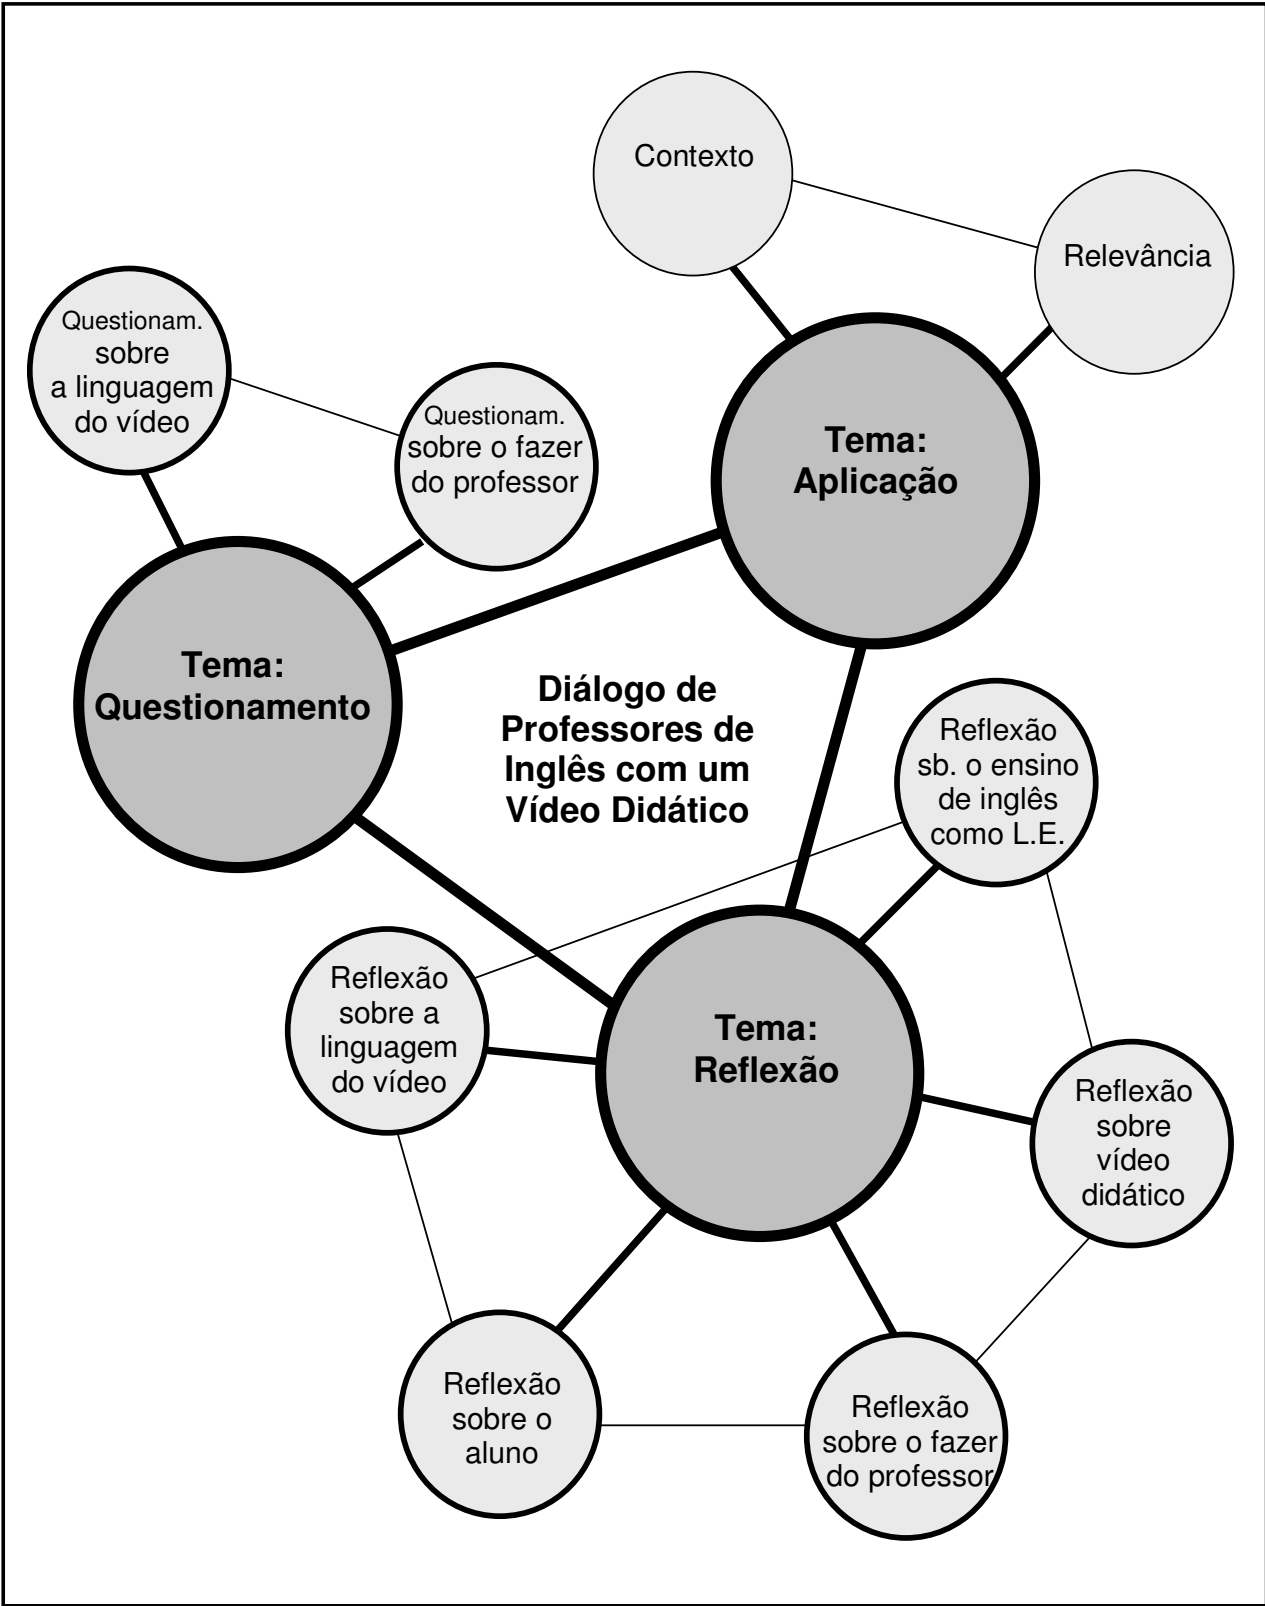 Contexto
Relevância
Questionam.
sobre
a linguagem
do vídeo
Questionam.
sobre o fazer
do professor
Tema:
Aplicação
Tema:
Questionamento
Diálogo de
Professores de
Inglês com um
Vídeo Didático
Reflexão
sb. o ensino
de inglês
como L.E.
Reflexão
sobre a
linguagem
do vídeo
Tema:
Reflexão
Reflexão
sobre
vídeo
didático
Reflexão
sobre o
aluno
Reflexão
sobre o fazer
do professor